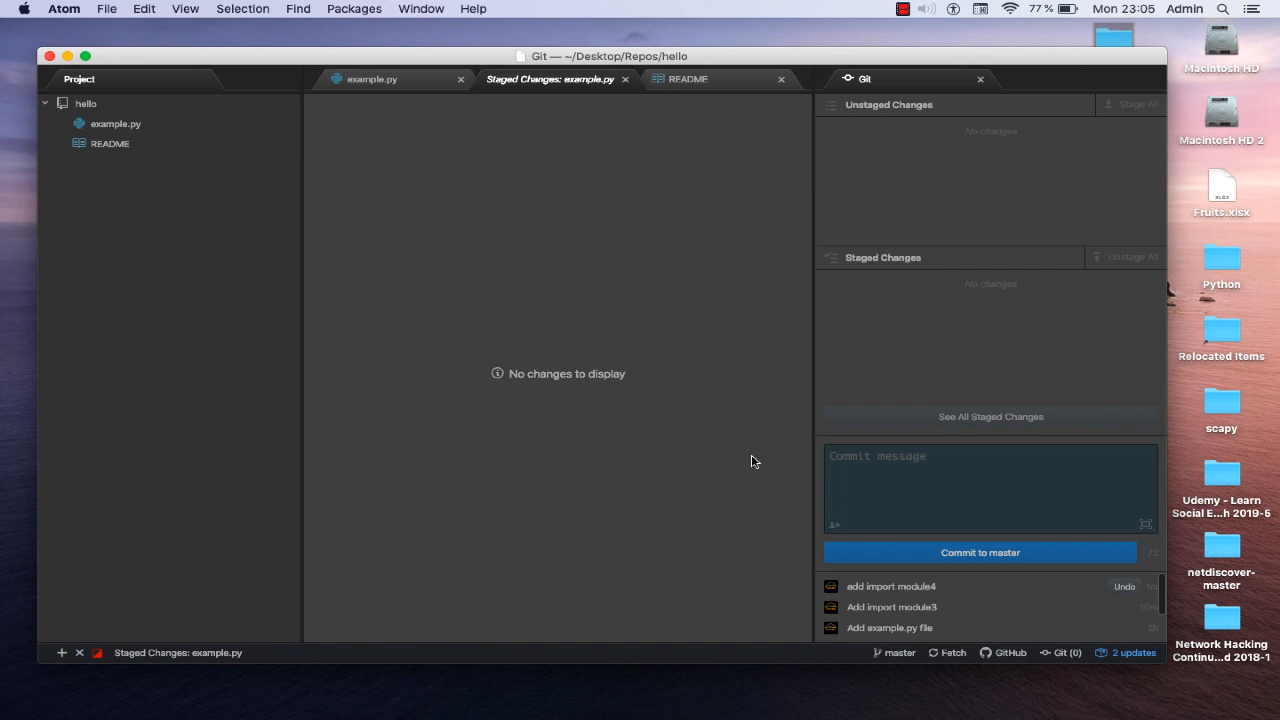 Atom File Edit View Selection Find Packages Window Help
77 % Mon 23:05 Admin
Git — ~/Desktop/Repos/hello
Project
example.py
Staged Changes: example.py
README
Git
hello
example.py
README
No changes to display
Unstaged Changes
Stage All
No changes
Staged Changes
Unstage All
No changes
See All Staged Changes
Commit message
Commit to master
72
add import module4
Undo
1m
Add import module3
10m
Add example.py file
2h
Staged Changes: example.py
master
Fetch
GitHub
Git (0)
2 updates
Macintosh HD
Macintosh HD 2
XLSX
Fruits.xlsx
Python
Relocated Items
scapy
Udemy - Learn
Social E...h 2019-5
netdiscover-
master
Network Hacking
Continu...d 2018-1